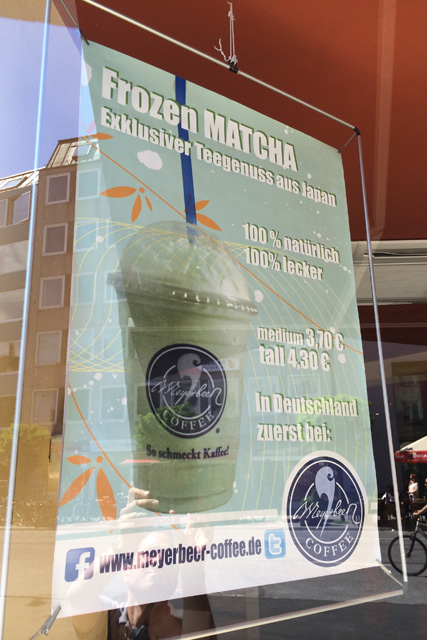 Frozen MATCHA
Exklusiver Teegenuss aus Japan
100 % natürlich
100% lecker
medium 3,70 €
tall 4,30 €
In Deutschland
zuerst bei:
Meyerbeer
COFFEE
So schmeckt Kaffee!
Meyerbeer
COFFEE
f www.meyerbeer-coffee.de t